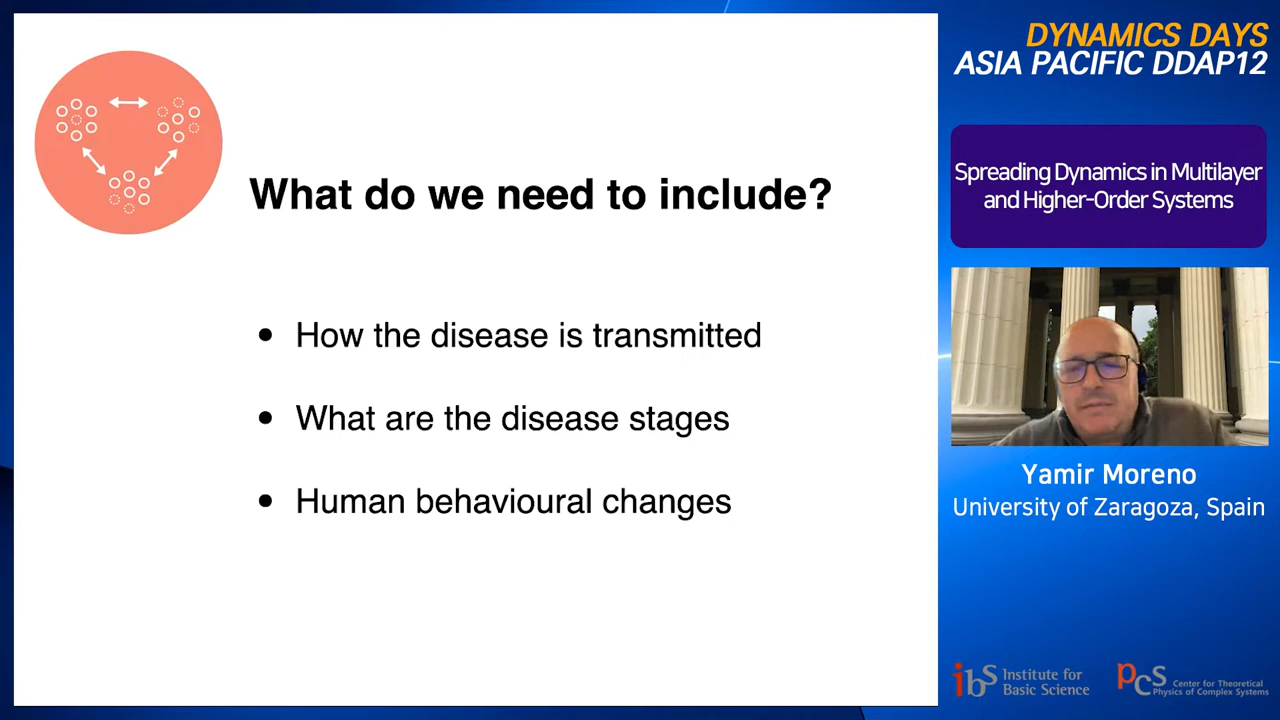 What do we need to include?
• How the disease is transmitted
• What are the disease stages
• Human behavioural changes
DYNAMICS DAYS
ASIA PACIFIC DDAP12
Spreading Dynamics in Multilayer
and Higher-Order Systems
Yamir Moreno
University of Zaragoza, Spain
ibs Institute for
Basic Science
pcs Center for Theoretical
Physics of Complex Systems